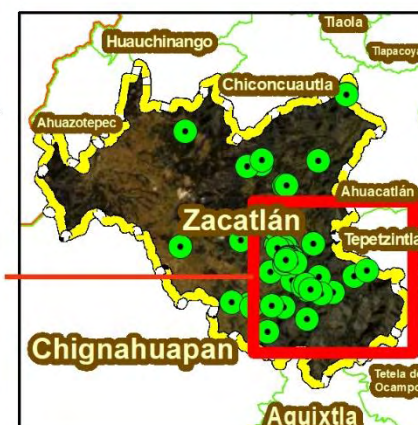 Tlaola
Huauchinango
Tlapacoya
Chiconcuautla
Ahuazotepec
Ahuacatlán
Zacatlán
Tepetzintla
Chignahuapan
Tetela de
Ocampo
Aquixtla